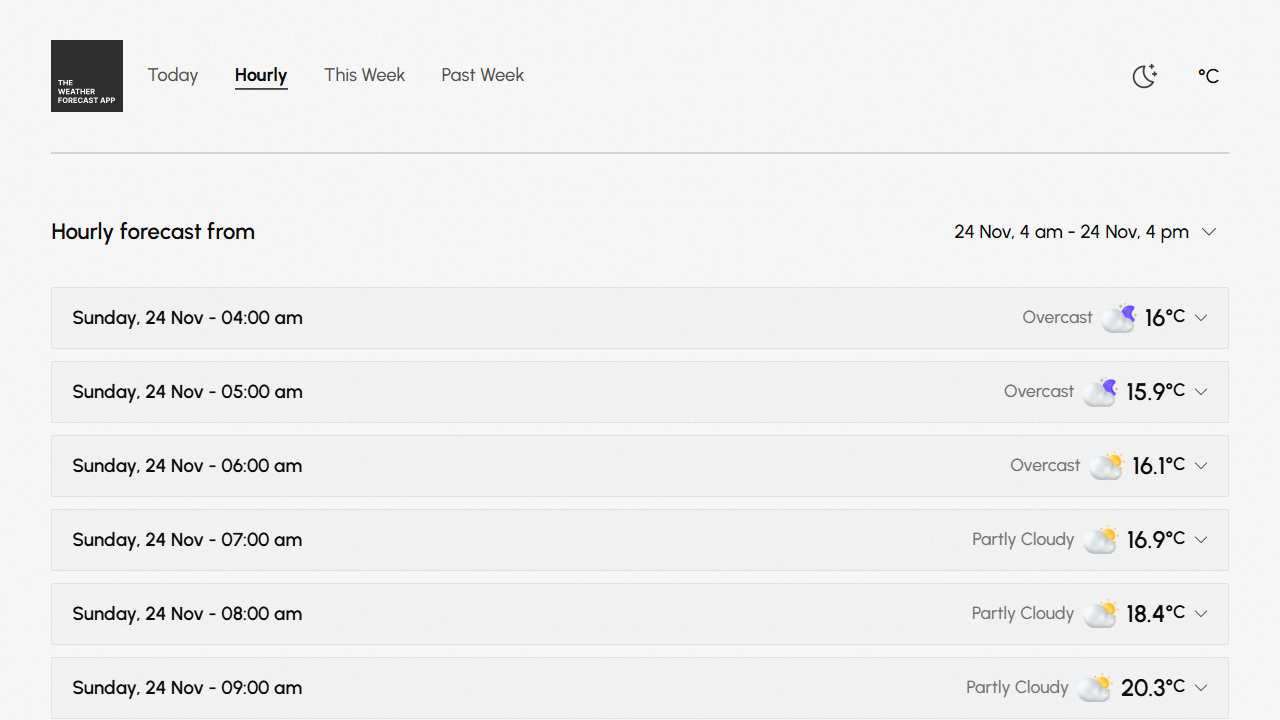 THE
WEATHER
FORECAST APP
Today
Hourly
This Week
Past Week
°C
Hourly forecast from
24 Nov, 4 am - 24 Nov, 4 pm
Sunday, 24 Nov - 04:00 am
Overcast
16°C
Sunday, 24 Nov - 05:00 am
Overcast
15.9°C
Sunday, 24 Nov - 06:00 am
Overcast
16.1°C
Sunday, 24 Nov - 07:00 am
Partly Cloudy
16.9°C
Sunday, 24 Nov - 08:00 am
Partly Cloudy
18.4°C
Sunday, 24 Nov - 09:00 am
Partly Cloudy
20.3°C